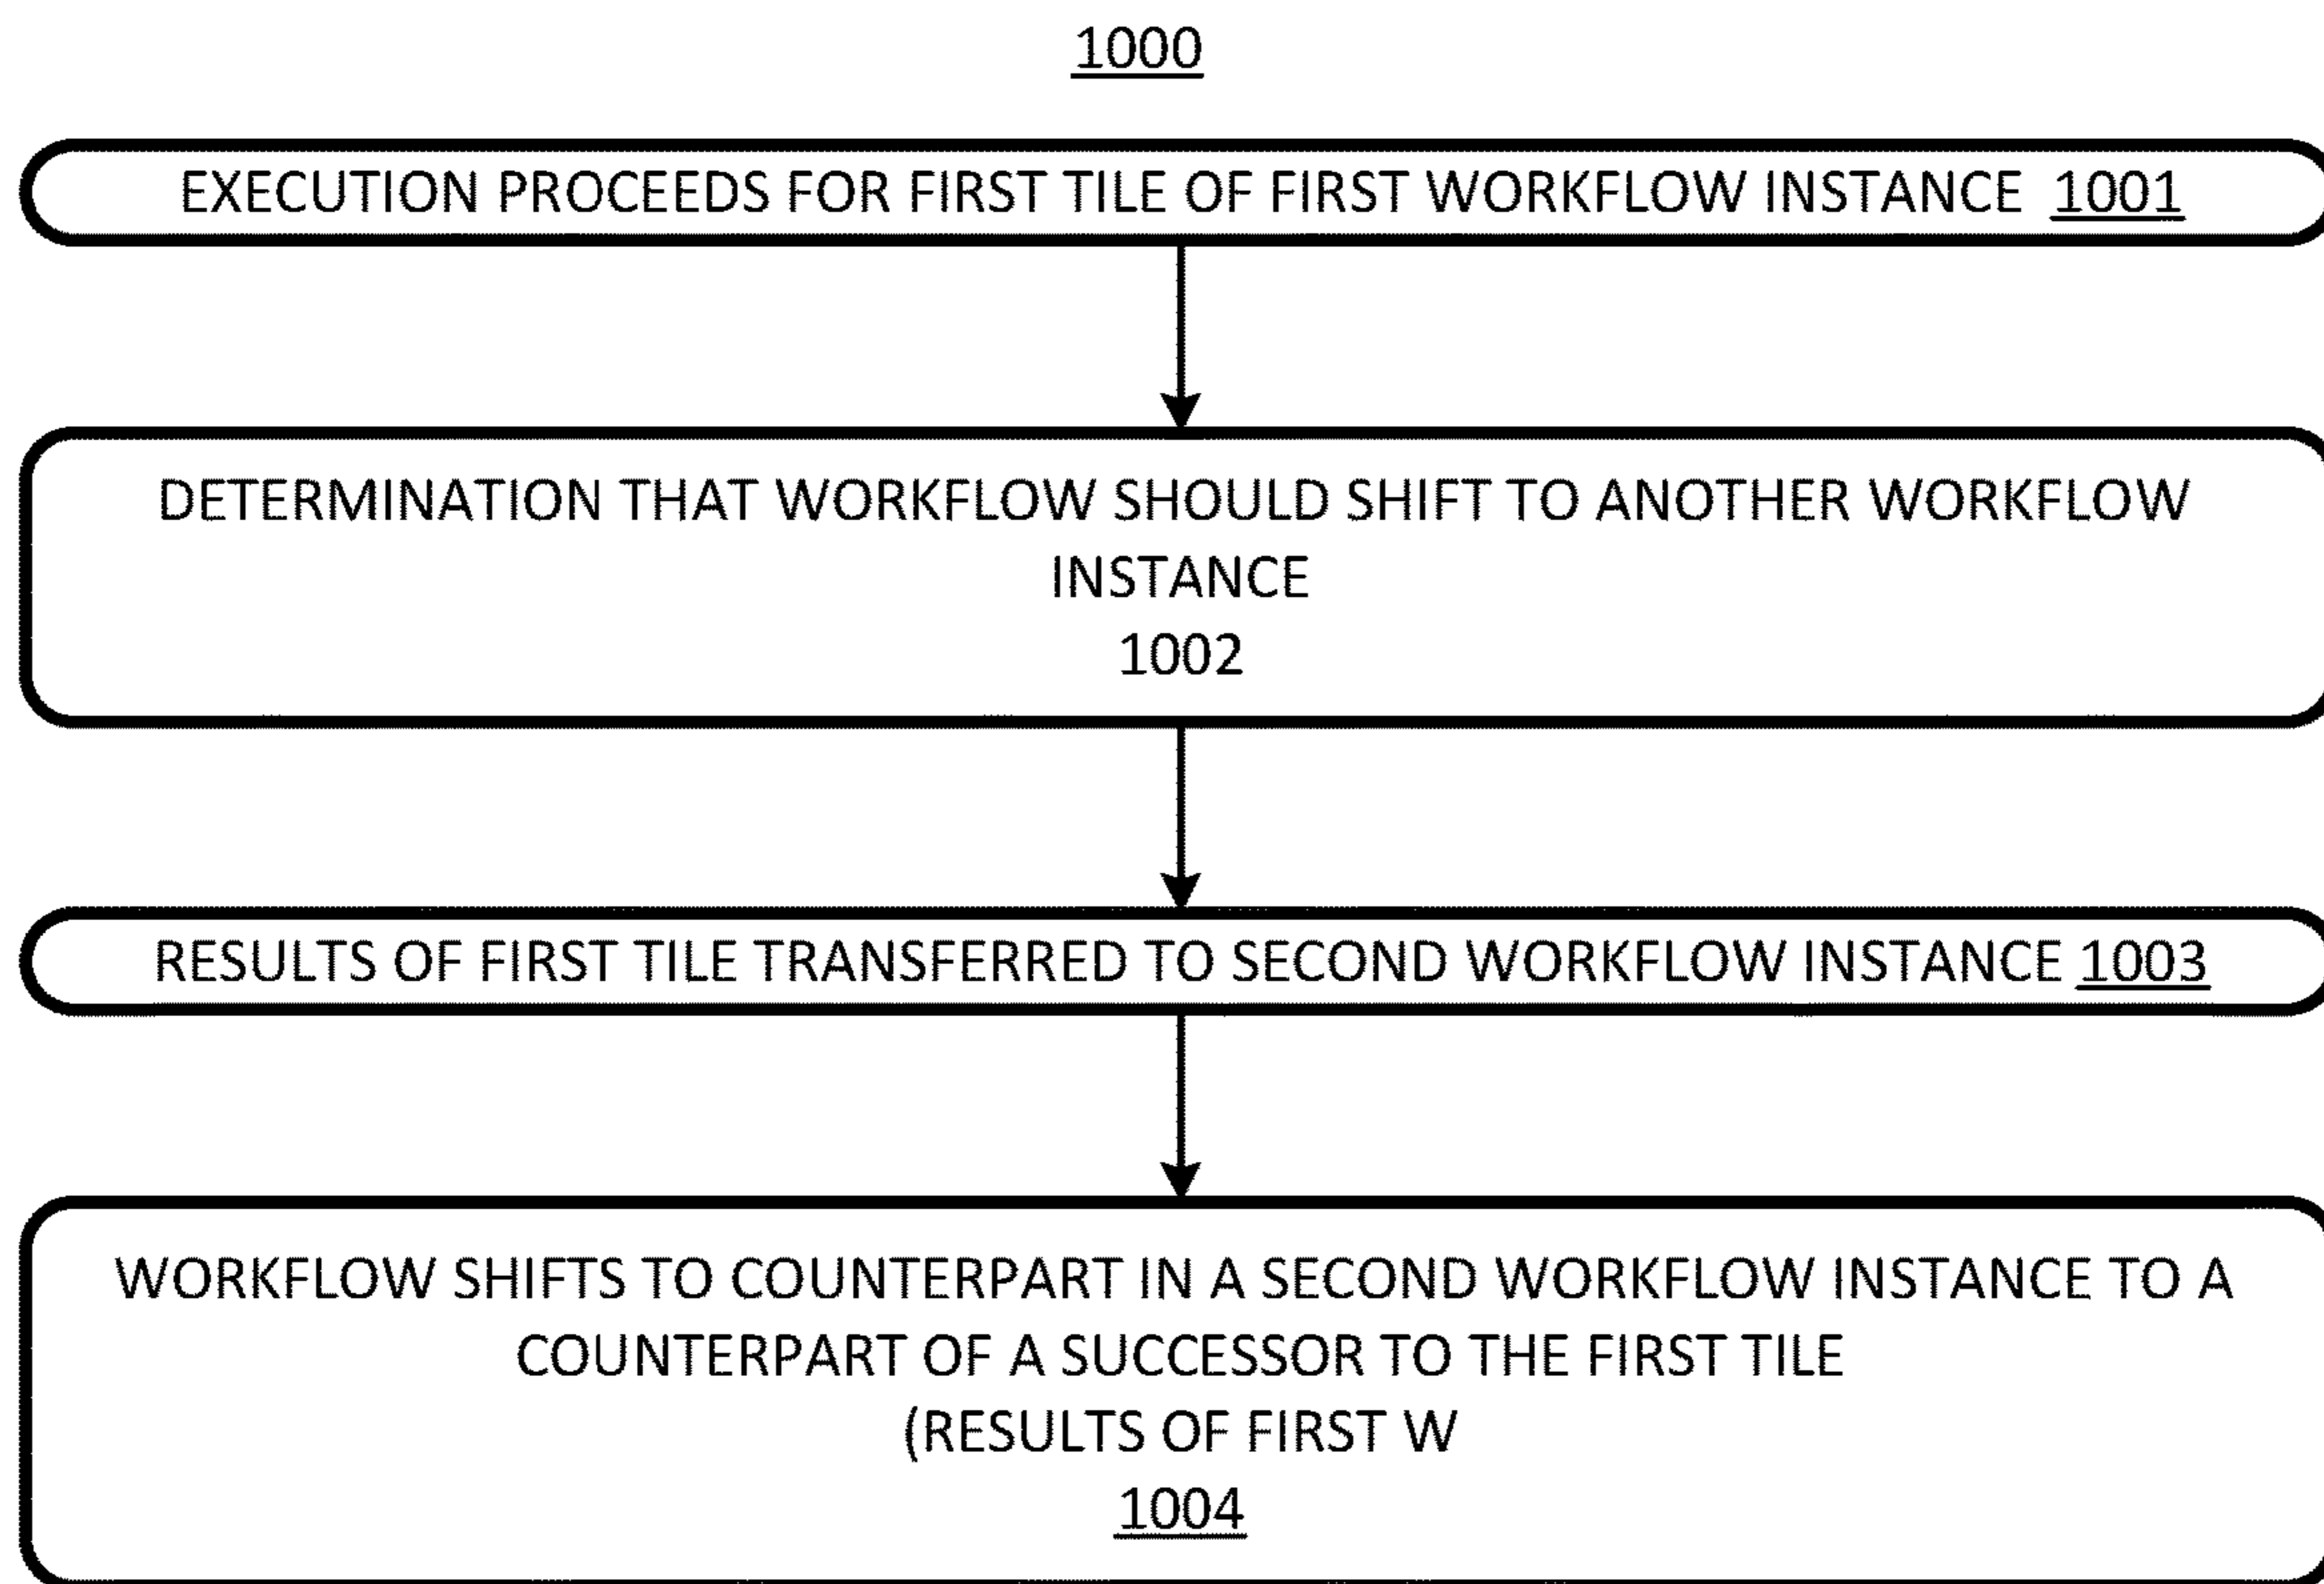 1000
EXECUTION PROCEEDS FOR FIRST TILE OF FIRST WORKFLOW INSTANCE 1001
DETERMINATION THAT WORKFLOW SHOULD SHIFT TO ANOTHER WORKFLOW
INSTANCE
1002
RESULTS OF FIRST TILE TRANSFERRED TO SECOND WORKFLOW INSTANCE 1003
WORKFLOW SHIFTS TO COUNTERPART IN A SECOND WORKFLOW INSTANCE TO A
COUNTERPART OF A SUCCESSOR TO THE FIRST TILE
(RESULTS OF FIRST W
1004